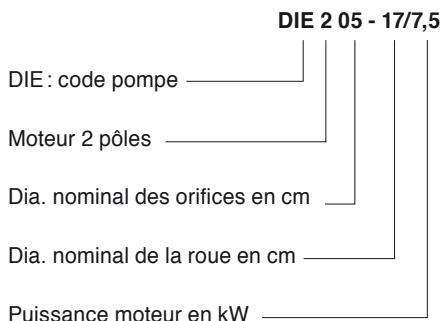 DIE 2 05 - 17/7,5
DIE : code pompe
Moteur 2 pôles
Dia. nominal des orifices en cm
Dia. nominal de la roue en cm
Puissance moteur en kW